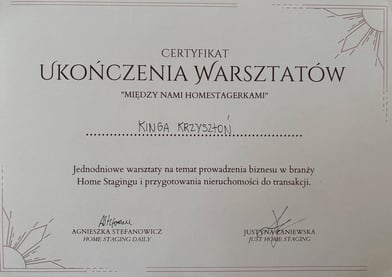 CERTYFIKAT
UKOŃCZENIA WARSZTATÓW
"MIĘDZY NAMI HOMESTAGERKAMI"
KINGA KRZYSZTOŃ
Jednodniowe warsztaty na temat prowadzenia biznesu w branży
Home Stagingu i przygotowania nieruchomości do transakcji.
AGNIESZKA STEFANOWICZ
HOME STAGING DAILY
JUSTYNA ZANIEWSKA
JUST HOME STAGING